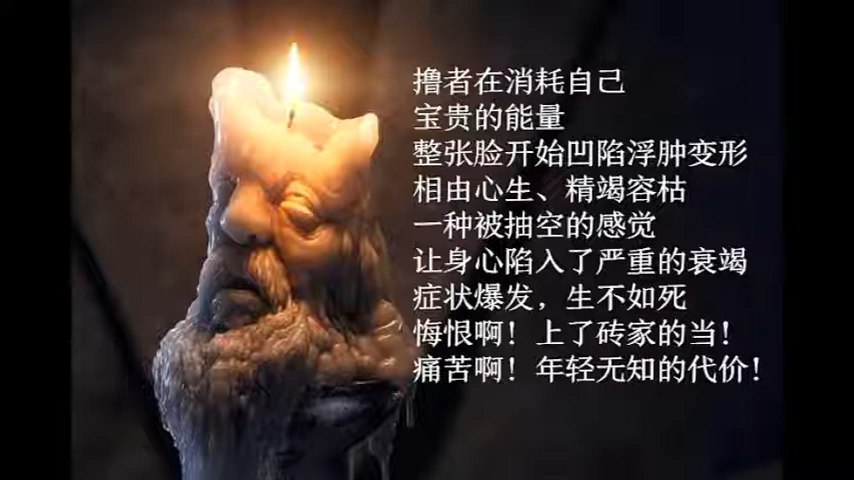 撸者在消耗自己
宝贵的能量
整张脸开始凹陷浮肿变形
相由心生、精竭容枯
一种被抽空的感觉
让身心陷入了严重的衰竭
症状爆发，生不如死
悔恨啊！上了砖家的当！
痛苦啊！年轻无知的代价！